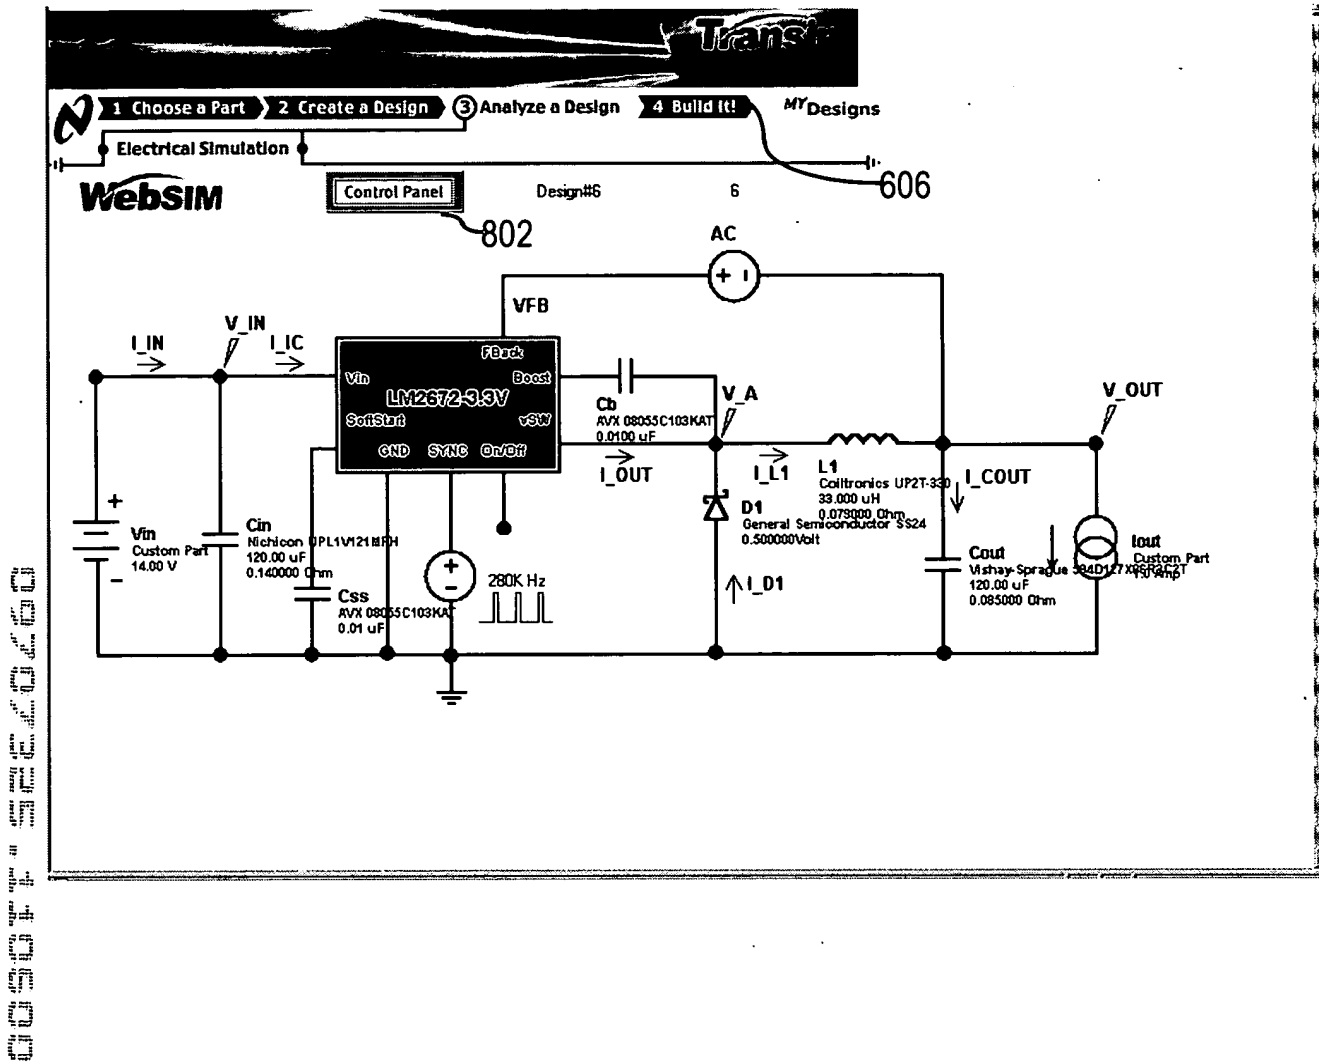 Transi
1 Choose a Part 2 Create a Design 3 Analyze a Design 4 Build It! MY Designs
Electrical Simulation
WebSIM Control Panel Design#6 6 606
802
AC
VFB
V_IN
I_IN I_IC
FBack
Vin Boost
LM2672-3.3V
SoftStart vSW
GND SYNC On/Off
Cb
AVX 08055C103KAT
0.0100 uF
V_A
V_OUT
I_OUT
I_L1
L1
Coiltronics UP2T-330
33.000 uH
0.073000 Ohm
I_COUT
D1
General Semiconductor SS24
0.500000Volt
+
Vin
Custom Part
14.00 V
-
Cin
Nichicon UPL1V121MPH
120.00 uF
0.140000 Ohm
Css
AVX 08055C103KAT
0.01 uF
+
-
280K Hz
I_D1
Cout
Vishay-Sprague
120.00 uF
0.085000 Ohm
Iout
Custom Part
1.0 Amp